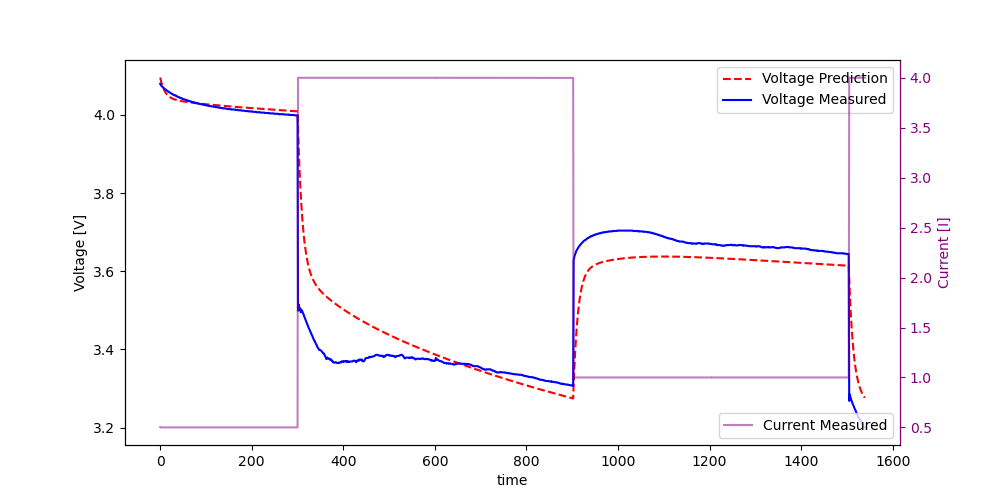 Voltage Prediction
Voltage Measured
Current Measured
Voltage [V]
4.0
3.8
3.6
3.4
3.2
4.0
3.5
3.0
2.5
2.0
1.5
1.0
0.5
Current [I]
0 200 400 600 800 1000 1200 1400 1600
time